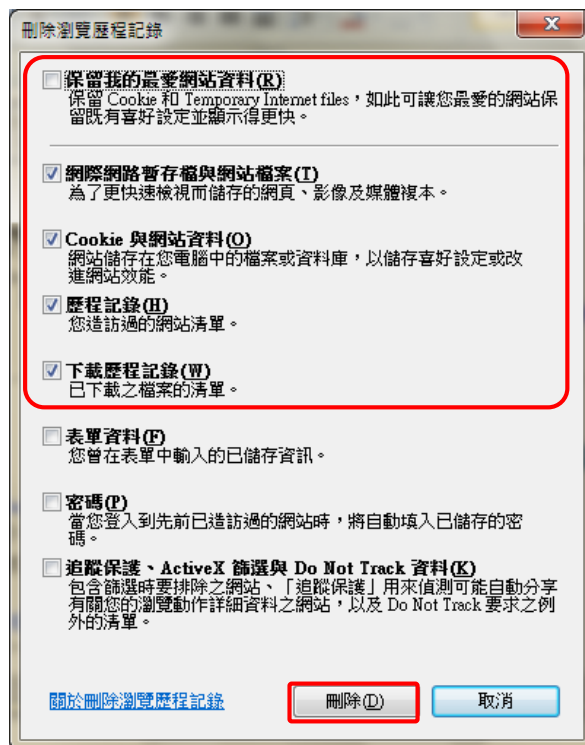 刪除瀏覽歷程記錄
保留我的最愛網站資料(R)
保留 Cookie 和 Temporary Internet files，如此可讓您最愛的網站保
留既有喜好設定並顯示得更快。
網際網路暫存檔與網站檔案(T)
為了更快速檢視而儲存的網頁、影像及媒體複本。
Cookie 與網站資料(O)
網站儲存在您電腦中的檔案或資料庫，以儲存喜好設定或改
進網站效能。
歷程記錄(H)
您造訪過的網站清單。
下載歷程記錄(W)
已下載之檔案的清單。
表單資料(F)
您曾在表單中輸入的已儲存資訊。
密碼(P)
當您登入到先前已造訪過的網站時，將自動填入已儲存的密
碼。
追蹤保護、ActiveX 篩選與 Do Not Track 資料(K)
包含篩選時要排除之網站、「追蹤保護」用來偵測可能自動分享
有關您的瀏覽動作詳細資料之網站，以及 Do Not Track 要求之例
外的清單。
關於刪除瀏覽歷程記錄
刪除(D)
取消